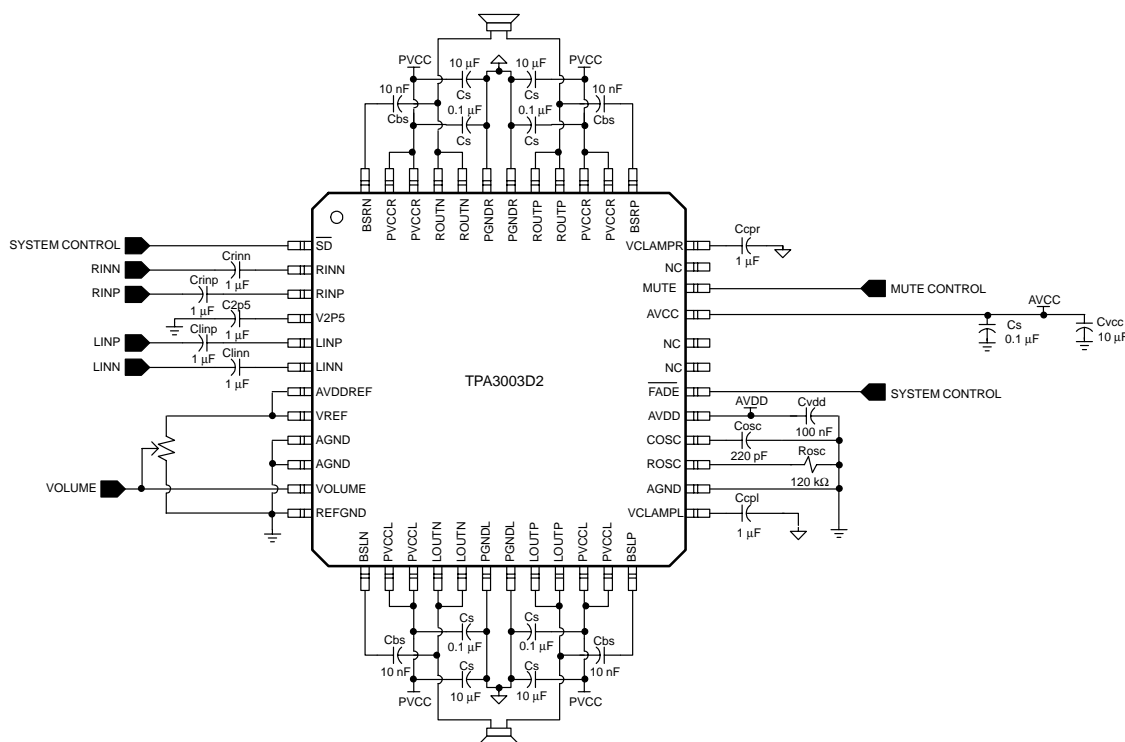 PVCC
10 µF
10 µF
PVCC
Cs
Cs
10 nF
10 nF
0.1 µF
0.1 µF
Cbs
Cs
Cs
Cbs
BSRN
PVCCR
PVCCR
ROUTN
ROUTN
PGNDR
PGNDR
ROUTP
ROUTP
PVCCR
PVCCR
BSRP
SYSTEM CONTROL
SD
RINN
Crinn
1 µF
RINN
RINP
Crinp
1 µF
RINP
C2p5
1 µF
V2P5
LINP
Clinp
1 µF
LINP
LINN
Clinn
1 µF
LINN
AVDDREF
VREF
AGND
AGND
VOLUME
VOLUME
REFGND
TPA3003D2
VCLAMPR
Ccpr
1 µF
NC
MUTE
MUTE CONTROL
AVCC
AVCC
Cs
0.1 µF
Cvcc
10 µF
NC
NC
FADE
SYSTEM CONTROL
AVDD
AVDD
Cvdd
100 nF
COSC
Cosc
220 pF
ROSC
Rosc
120 kΩ
AGND
VCLAMPL
Ccpl
1 µF
BSLN
PVCCL
PVCCL
LOUTN
LOUTN
PGNDL
PGNDL
LOUTP
LOUTP
PVCCL
PVCCL
BSLP
Cs
Cs
0.1 µF
0.1 µF
Cbs
Cbs
10 nF
10 nF
Cs
Cs
10 µF
10 µF
PVCC
PVCC